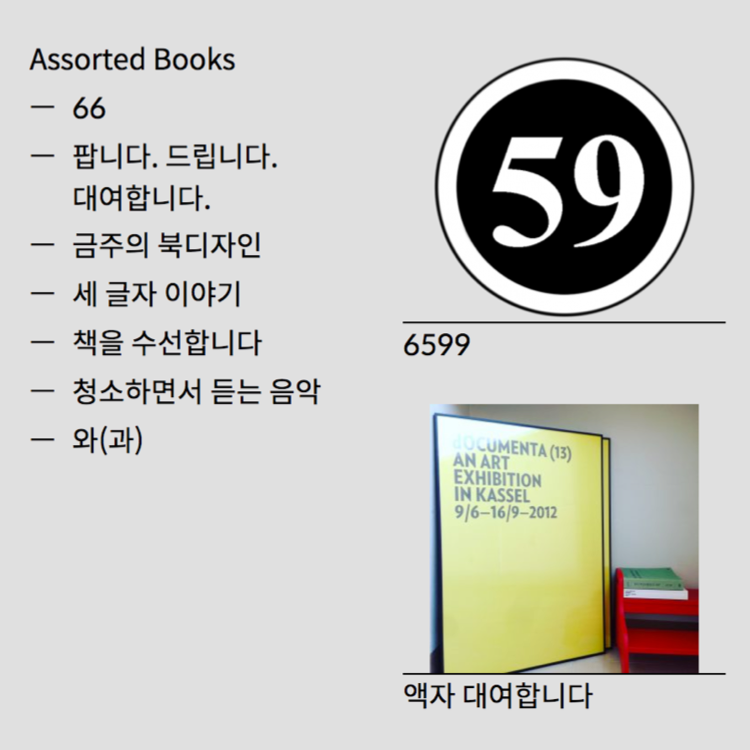 Assorted Books
— 66
— 팝니다. 드립니다.
대여합니다.
— 금주의 북디자인
— 세 글자 이야기
— 책을 수선합니다
— 청소하면서 듣는 음악
— 와(과)
59
6599
dOCUMENTA (13)
AN ART
EXHIBITION
IN KASSEL
9/6–16/9–2012
액자 대여합니다